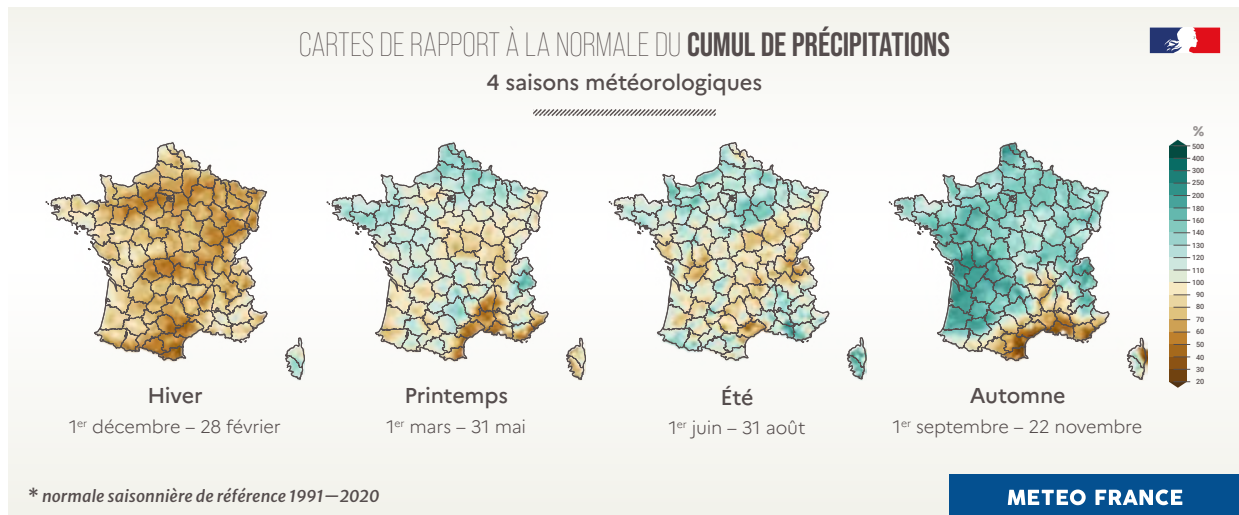 CARTES DE RAPPORT À LA NORMALE DU CUMUL DE PRÉCIPITATIONS
4 saisons météorologiques
%
500
400
300
250
200
180
160
140
130
120
110
100
90
80
70
60
50
40
30
20
Hiver
1er décembre – 28 février
Printemps
1er mars – 31 mai
Été
1er juin – 31 août
Automne
1er septembre – 22 novembre
* normale saisonnière de référence 1991—2020
METEO FRANCE